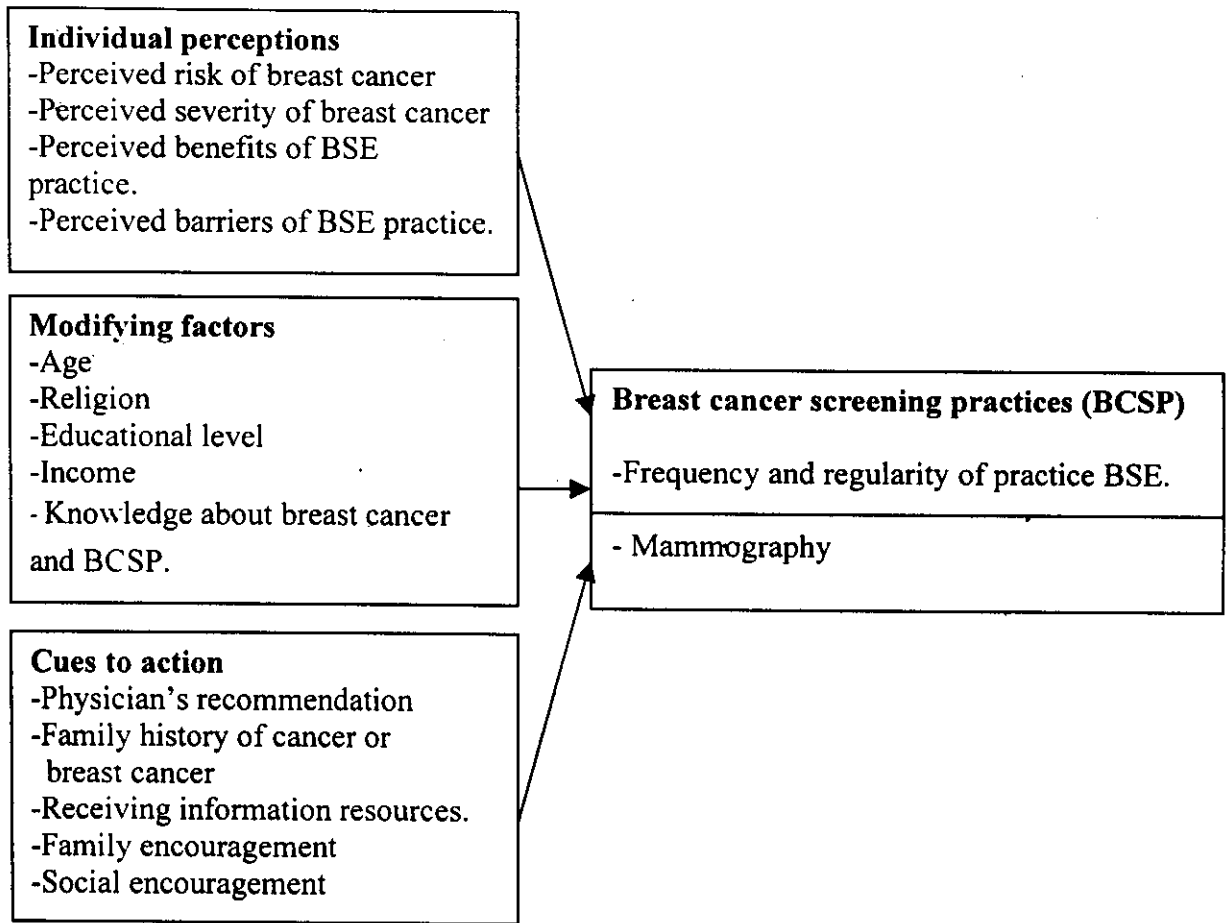 Individual perceptions
-Perceived risk of breast cancer
-Perceived severity of breast cancer
-Perceived benefits of BSE
practice.
-Perceived barriers of BSE practice.
Modifying factors
-Age
-Religion
-Educational level
-Income
- Knowledge about breast cancer
and BCSP.
Cues to action
-Physician's recommendation
-Family history of cancer or
breast cancer
-Receiving information resources.
-Family encouragement
-Social encouragement
Breast cancer screening practices (BCSP)
-Frequency and regularity of practice BSE.
- Mammography